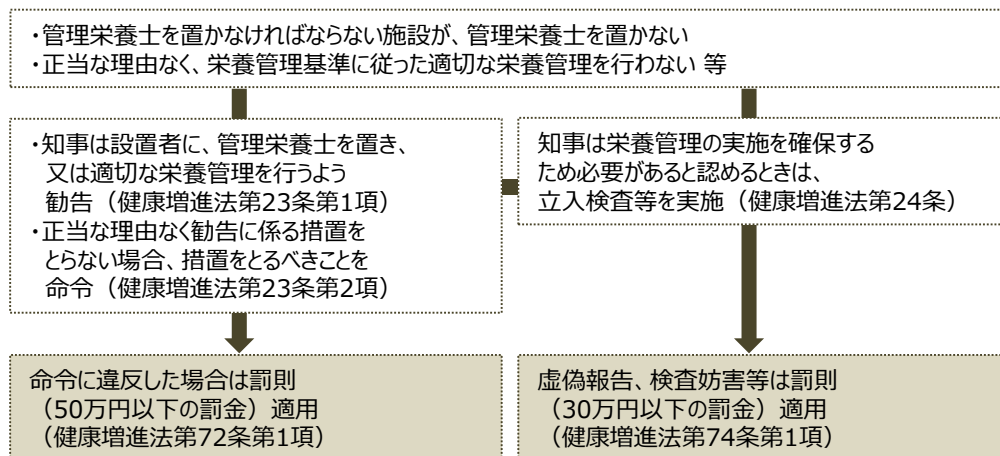 ・管理栄養士を置かなければならない施設が、管理栄養士を置かない
・正当な理由なく、栄養管理基準に従った適切な栄養管理を行わない 等
・知事は設置者に、管理栄養士を置き、
又は適切な栄養管理を行うよう
勧告（健康増進法第23条第1項）
・正当な理由なく勧告に係る措置を
とらない場合、措置をとるべきことを
命令（健康増進法第23条第2項）
知事は栄養管理の実施を確保する
ため必要があると認めるときは、
立入検査等を実施（健康増進法第24条）
命令に違反した場合は罰則
（50万円以下の罰金）適用
（健康増進法第72条第1項）
虚偽報告、検査妨害等は罰則
（30万円以下の罰金）適用
（健康増進法第74条第1項）